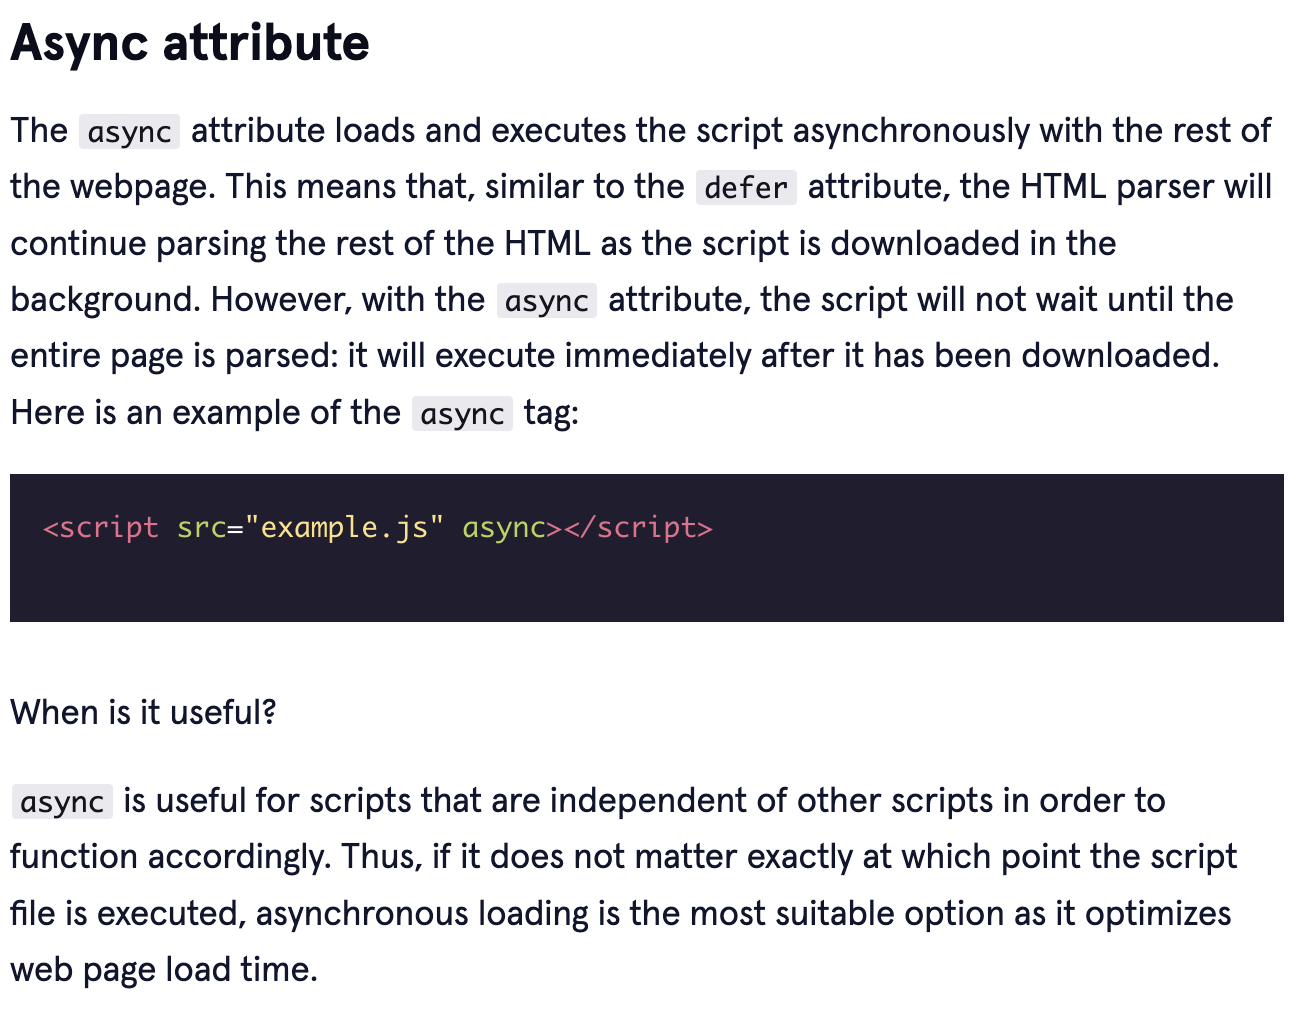 Async attribute
The async attribute loads and executes the script asynchronously with the rest of
the webpage. This means that, similar to the defer attribute, the HTML parser will
continue parsing the rest of the HTML as the script is downloaded in the
background. However, with the async attribute, the script will not wait until the
entire page is parsed: it will execute immediately after it has been downloaded.
Here is an example of the async tag:
<script src="example.js" async></script>
When is it useful?
async is useful for scripts that are independent of other scripts in order to
function accordingly. Thus, if it does not matter exactly at which point the script
file is executed, asynchronous loading is the most suitable option as it optimizes
web page load time.